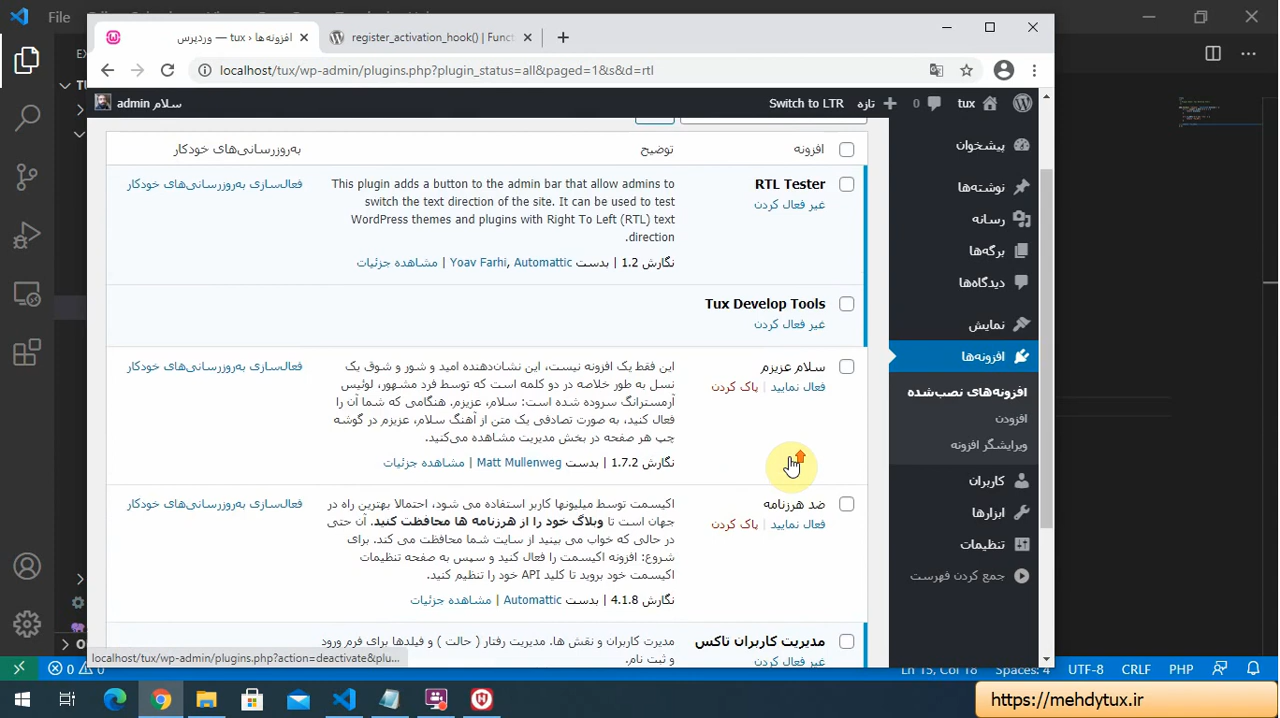 File
افزونه‌ها ‹ tux — وردپرس
register_activation_hook() | Funct
localhost/tux/wp-admin/plugins.php?plugin_status=all&paged=1&s&d=rtl
سلام admin
Switch to LTR
تازه
0
tux
افزونه
توضیح
به‌روزرسانی‌های خودکار
RTL Tester
غیر فعال کردن
This plugin adds a button to the admin bar that allow admins to
switch the text direction of the site. It can be used to test
WordPress themes and plugins with Right To Left (RTL) text
.direction
نگارش 1.2 | بدست Yoav Farhi, Automattic | مشاهده جزئیات
فعال‌سازی به‌روزرسانی‌های خودکار
Tux Develop Tools
غیر فعال کردن
سلام عزیزم
فعال نمایید | پاک کردن
این فقط یک افزونه نیست، این نشان‌دهنده امید و شور و شوق یک
نسل به طور خلاصه در دو کلمه است که توسط فرد مشهور، لوئیس
آرمسترانگ سروده شده است: سلام، عزیزم. هنگامی که شما آن را
فعال کنید، به صورت تصادفی یک متن از آهنگ سلام، عزیزم در گوشه
چپ هر صفحه در بخش مدیریت مشاهده می‌کنید.
نگارش 1.7.2 | بدست Matt Mullenweg | مشاهده جزئیات
فعال‌سازی به‌روزرسانی‌های خودکار
ضد هرزنامه
فعال نمایید | پاک کردن
اکیسمت توسط میلیونها کاربر استفاده می شود، احتمالا بهترین راه در
جهان است تا وبلاگ خود را از هرزنامه ها محافظت کنید. آن حتی
در حالی که خواب می بینید از سایت شما محافظت می کند. برای
شروع: افزونه اکیسمت را فعال کنید و سپس به صفحه تنظیمات
اکیسمت خود بروید تا کلید API خود را تنظیم کنید.
نگارش 4.1.8 | بدست Automattic | مشاهده جزئیات
فعال‌سازی به‌روزرسانی‌های خودکار
مدیریت کاربران تاکس
غیر فعال کردن
مدیرت کاربران و نقش ها. مدیریت رفتار ( حالت ) و فیلدها برای فرم ورود
و ثبت نام.
پیشخوان
نوشته‌ها
رسانه
برگه‌ها
دیدگاه‌ها
نمایش
افزونه‌ها
افزونه‌های نصب‌شده
افزودن
ویرایشگر افزونه
کاربران
ابزارها
تنظیمات
جمع کردن فهرست
localhost/tux/wp-admin/plugins.php?action=deactivate&plu...
0
0
Ln 15, Col 18
Spaces: 4
UTF-8
CRLF
PHP
https://mehdytux.ir